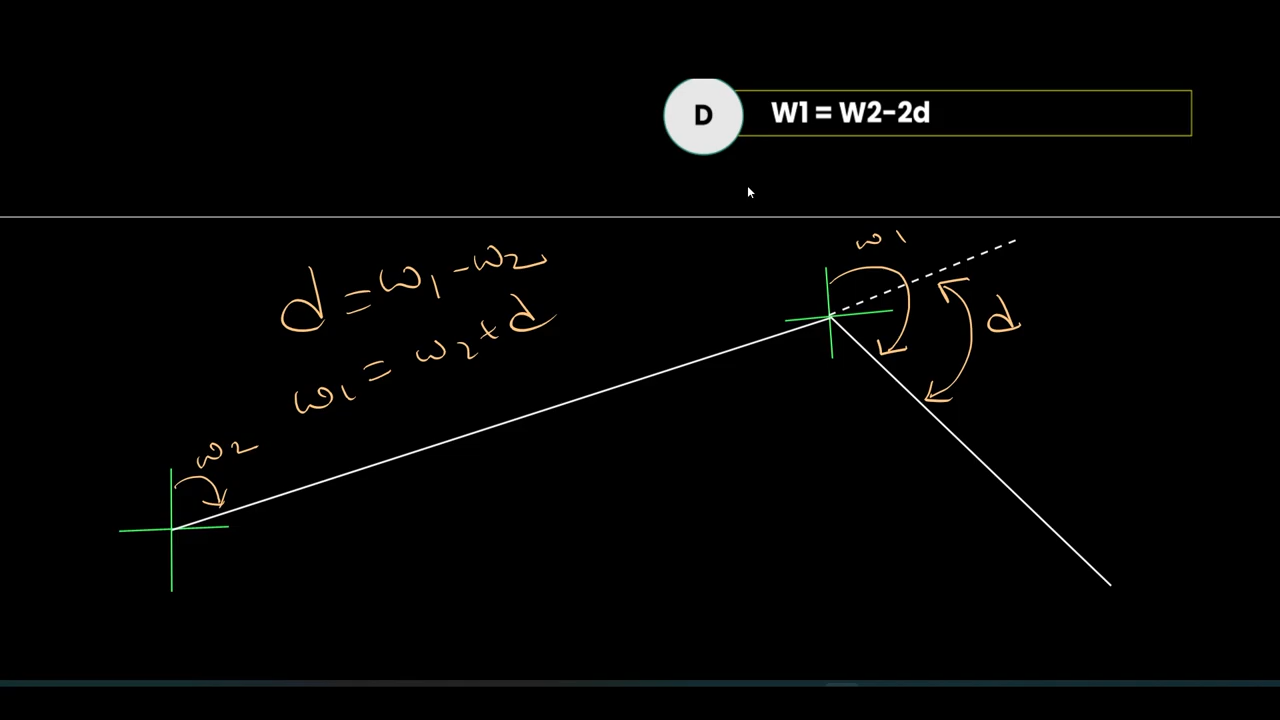 D W1 = W2-2d
ω1
d = ω1 - ω2
d
ω1 = ω2 + d
ω2